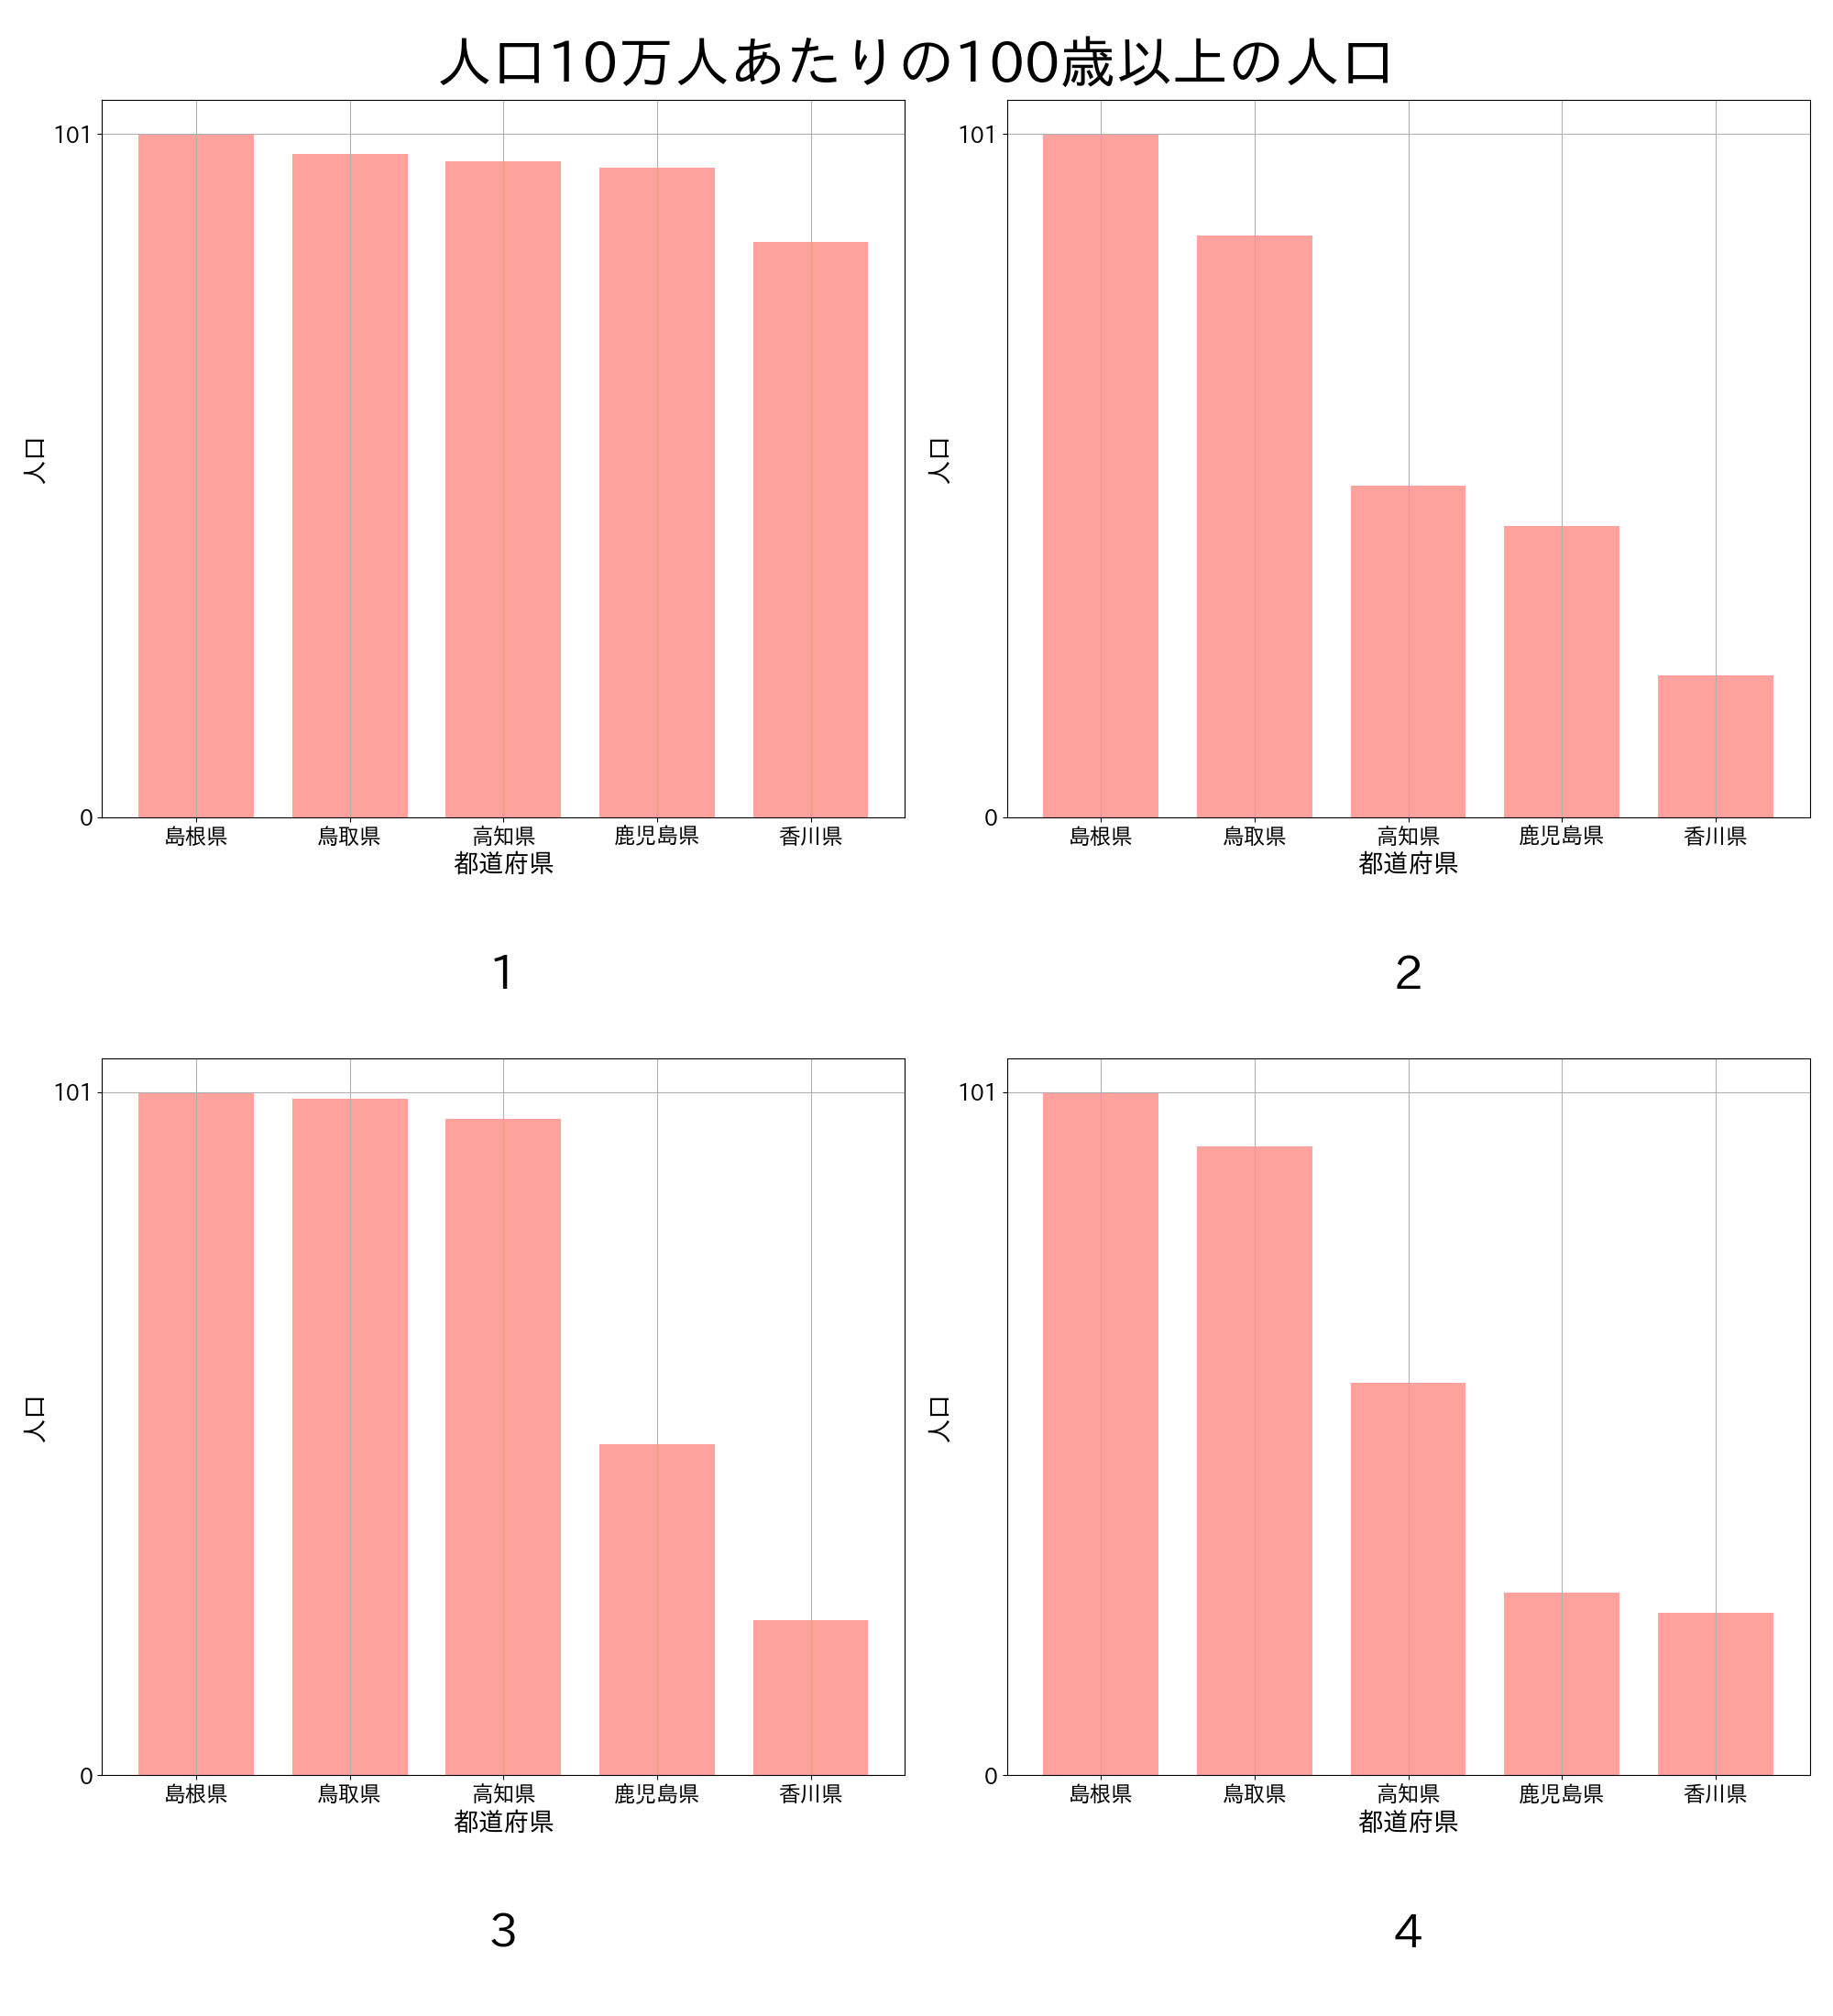 人口10万人あたりの100歳以上の人口
101
人口
0
島根県 鳥取県 高知県 鹿児島県 香川県
都道府県
1
101
人口
0
島根県 鳥取県 高知県 鹿児島県 香川県
都道府県
2
101
人口
0
島根県 鳥取県 高知県 鹿児島県 香川県
都道府県
3
101
人口
0
島根県 鳥取県 高知県 鹿児島県 香川県
都道府県
4